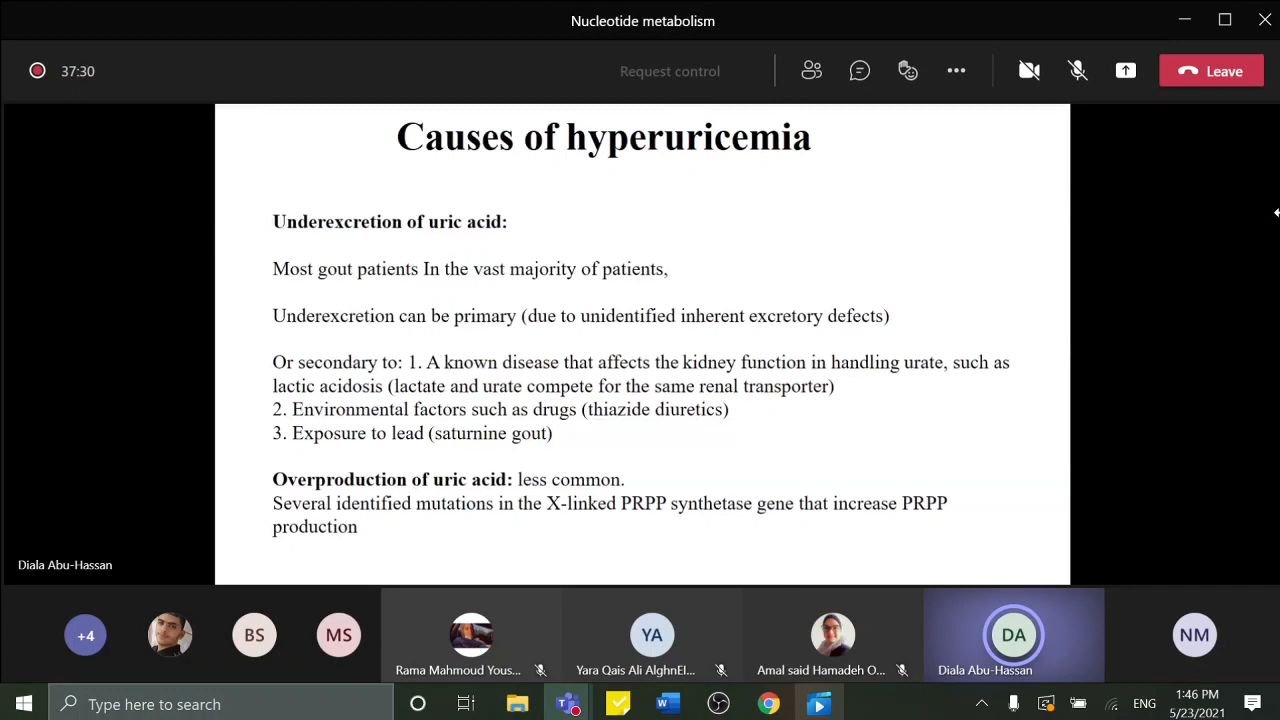 Nucleotide metabolism
37:30
Request control
Leave
Causes of hyperuricemia
Underexcretion of uric acid:
Most gout patients In the vast majority of patients,
Underexcretion can be primary (due to unidentified inherent excretory defects)
Or secondary to: 1. A known disease that affects the kidney function in handling urate, such as
lactic acidosis (lactate and urate compete for the same renal transporter)
2. Environmental factors such as drugs (thiazide diuretics)
3. Exposure to lead (saturnine gout)
Overproduction of uric acid: less common.
Several identified mutations in the X-linked PRPP synthetase gene that increase PRPP
production
Diala Abu-Hassan
+4
BS
MS
YA
DA
NM
Rama Mahmoud Yous...
Yara Qais Ali AlghnEl...
Amal said Hamadeh O...
Diala Abu-Hassan
Type here to search
ENG
1:46 PM
5/23/2021